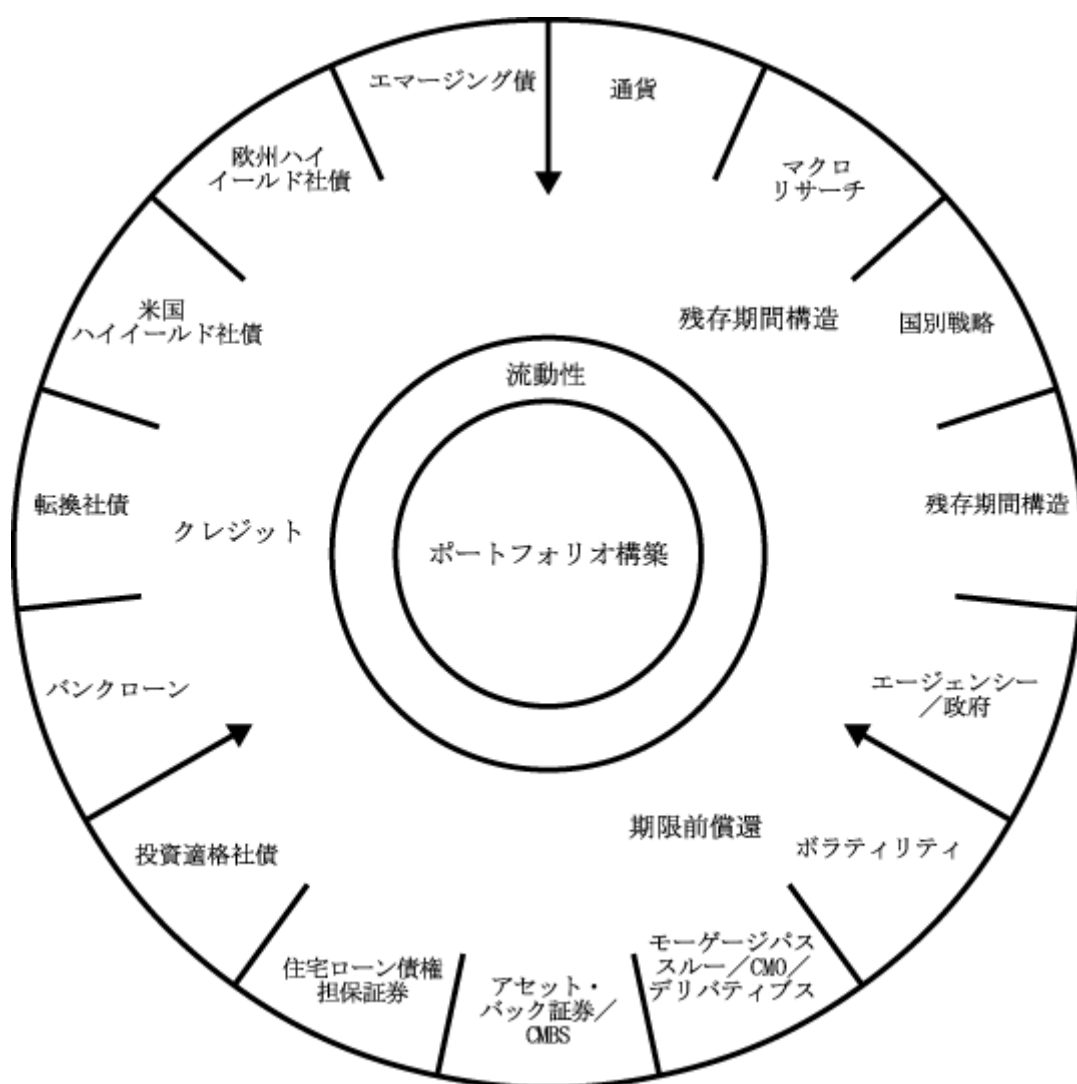 エマージング債
通貨
マクロ
リサーチ
国別戦略
残存期間構造
エージェンシー
／政府
ボラティリティ
モーゲージパス
スルー／CMO／
デリバティブス
アセット・
バック証券／
CMBS
住宅ローン債権
担保証券
投資適格社債
バンクローン
転換社債
米国
ハイイールド社債
欧州ハイ
イールド社債
残存期間構造
期限前償還
クレジット
流動性
ポートフォリオ構築